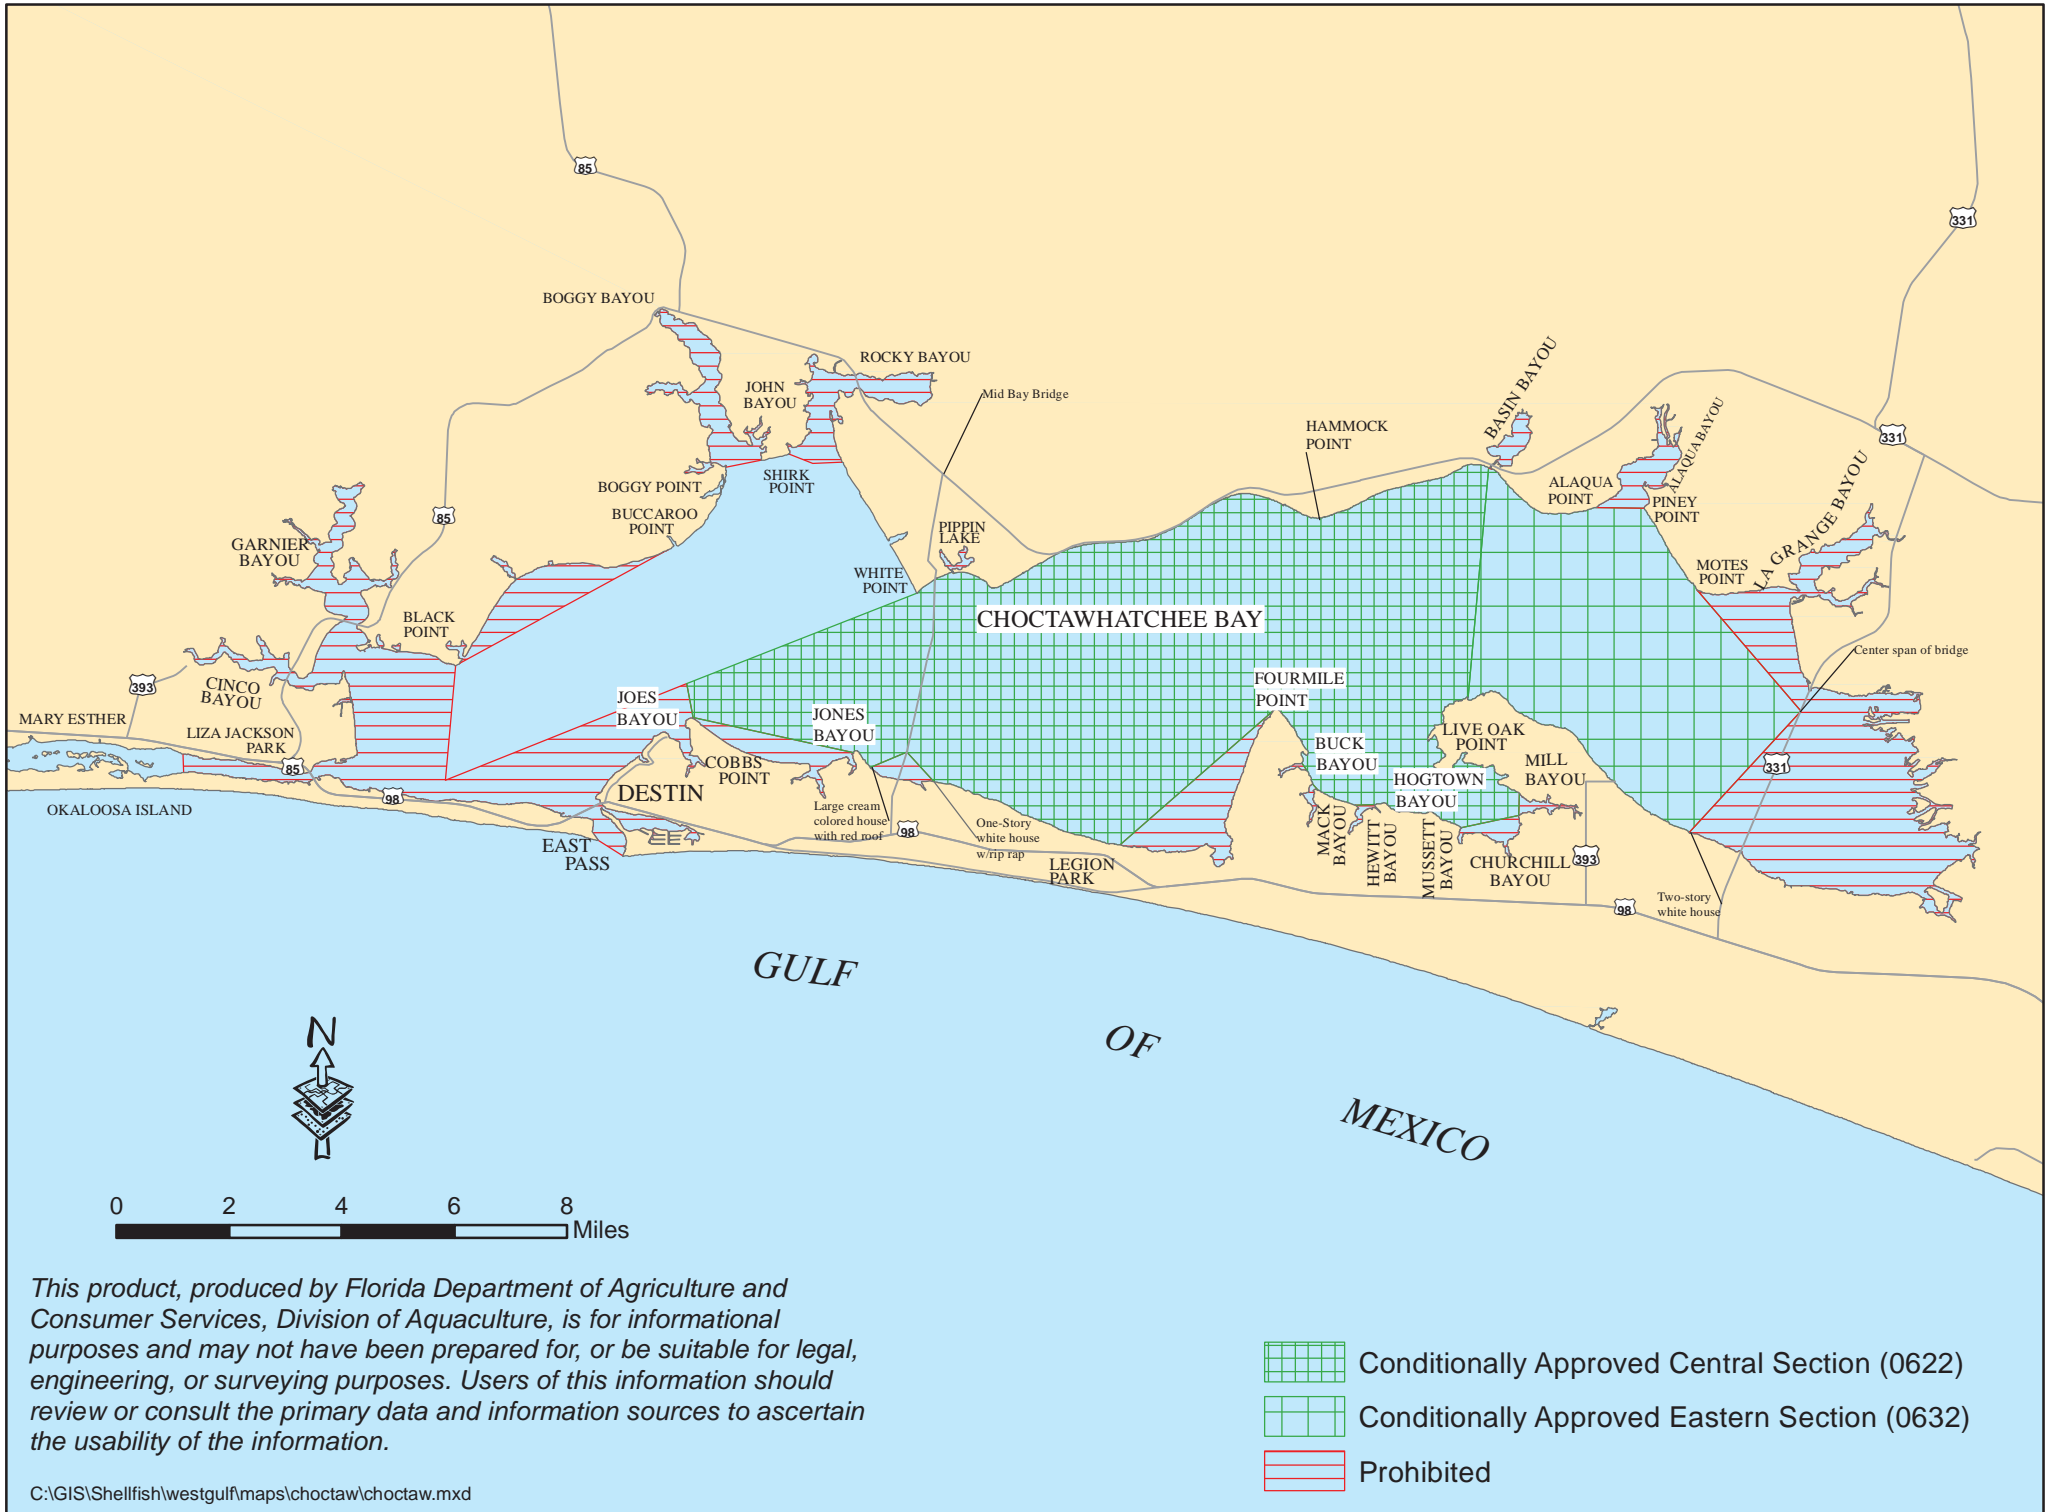 85
331
BOGGY BAYOU
ROCKY BAYOU
JOHN
BAYOU
Mid Bay Bridge
BASIN BAYOU
HAMMOCK
POINT
ALAQUA BAYOU
331
SHIRK
POINT
BOGGY POINT
BUCCAROO
POINT
ALAQUA
POINT
PINEY
POINT
LA GRANGE BAYOU
85
GARNIER
BAYOU
PIPPIN
LAKE
WHITE
POINT
MOTES
POINT
BLACK
POINT
CHOCTAWHATCHEE BAY
Center span of bridge
393
CINCO
BAYOU
FOURMILE
POINT
JOES
BAYOU
MARY ESTHER
LIZA JACKSON
PARK
JONES
BAYOU
LIVE OAK
POINT
BUCK
BAYOU
MILL
BAYOU
85
COBBS
POINT
331
HOGTOWN
BAYOU
DESTIN
98
OKALOOSA ISLAND
Large cream
colored house
with red roof
98
One-Story
white house
w/rip rap
EAST
PASS
MACK
BAYOU
HEWITT
BAYOU
MUSSETT
BAYOU
CHURCHILL
BAYOU
393
LEGION
PARK
98
Two-story
white house
GULF
OF
MEXICO
N
0 2 4 6 8
Miles
This product, produced by Florida Department of Agriculture and
Consumer Services, Division of Aquaculture, is for informational
purposes and may not have been prepared for, or be suitable for legal,
engineering, or surveying purposes. Users of this information should
review or consult the primary data and information sources to ascertain
the usability of the information.
C:\GIS\Shellfish\westgulf\maps\choctaw\choctaw.mxd
Conditionally Approved Central Section (0622)
Conditionally Approved Eastern Section (0632)
Prohibited